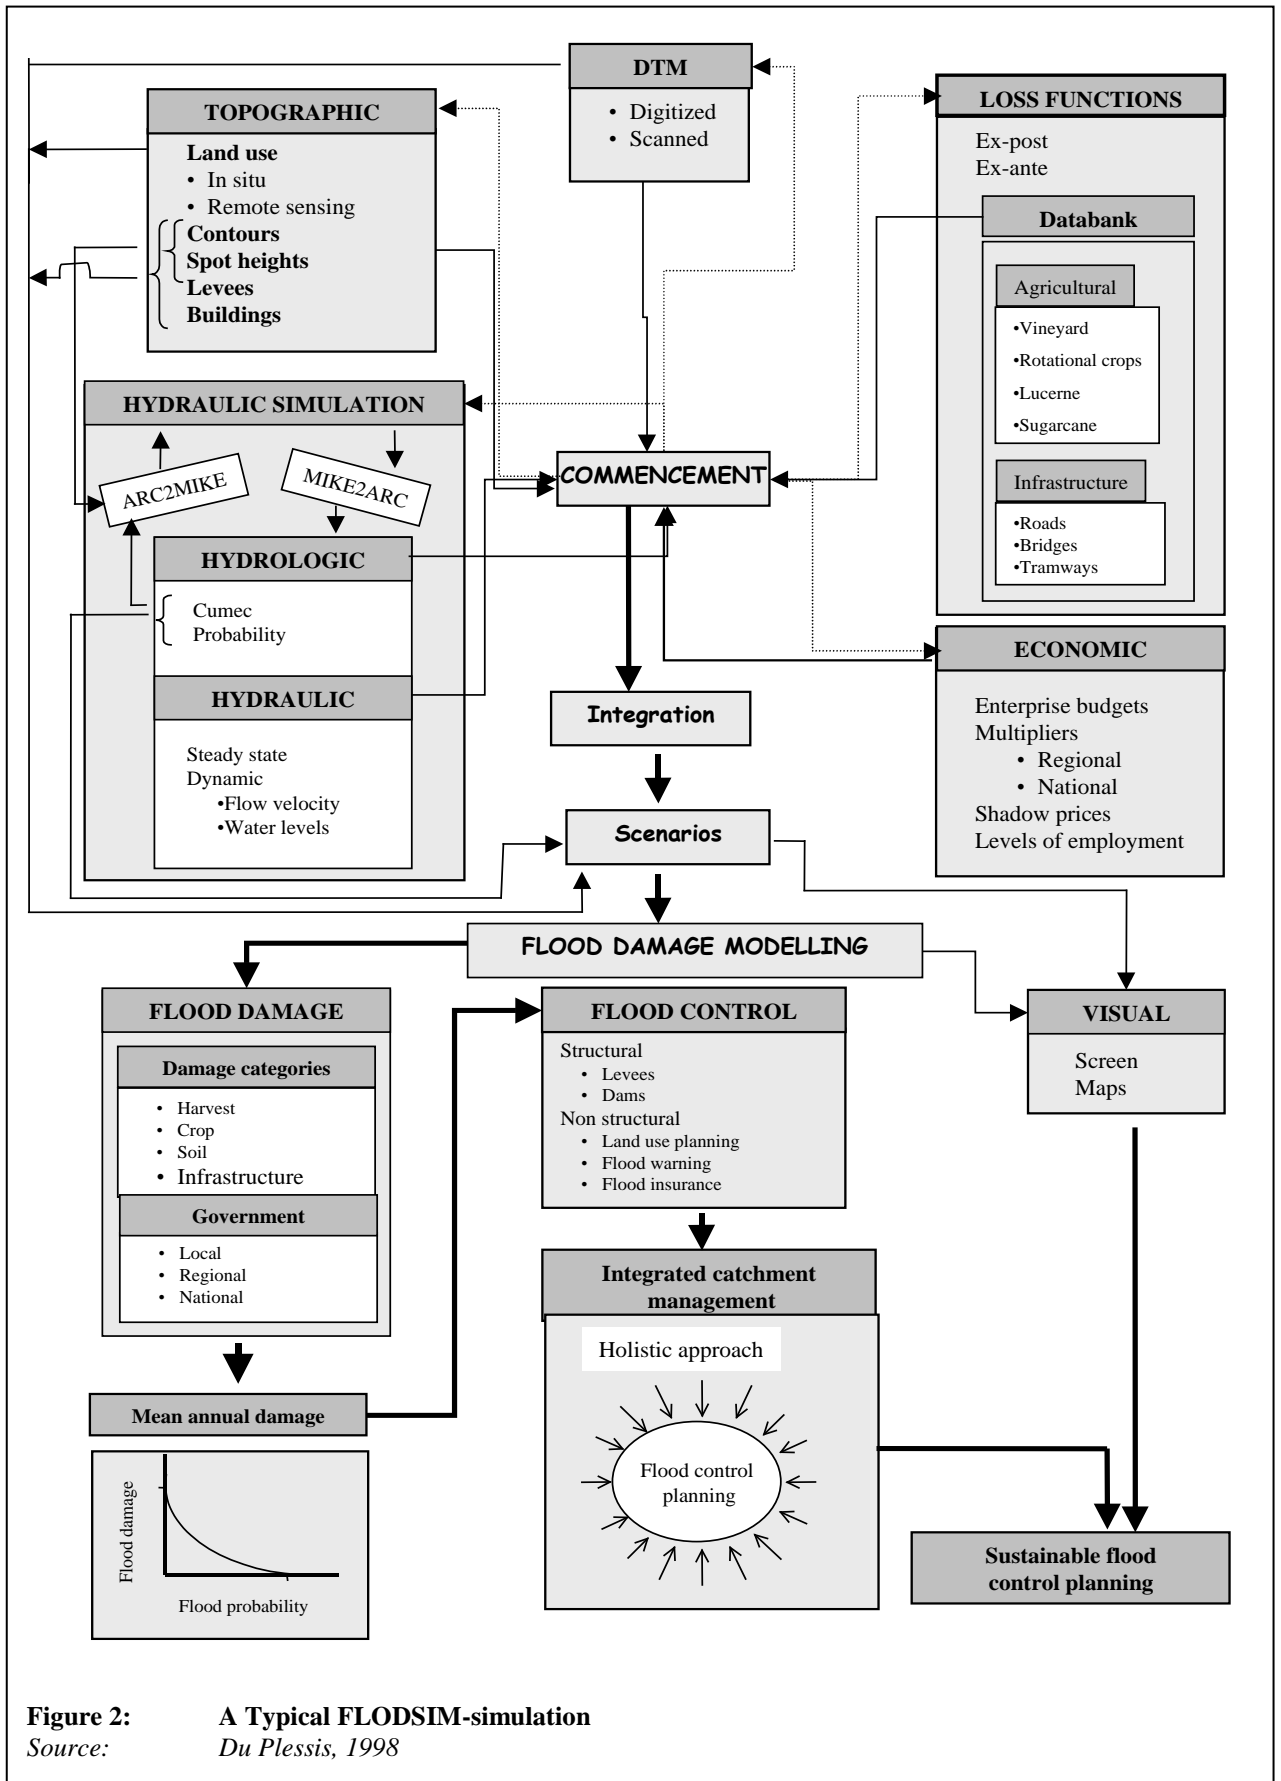 DTM
• Digitized
• Scanned
TOPOGRAPHIC
Land use
• In situ
• Remote sensing
Contours
Spot heights
Levees
Buildings
LOSS FUNCTIONS
Ex-post
Ex-ante
Databank
Agricultural
•Vineyard
•Rotational crops
•Lucerne
•Sugarcane
Infrastructure
•Roads
•Bridges
•Tramways
HYDRAULIC SIMULATION
ARC2MIKE
MIKE2ARC
HYDROLOGIC
Cumec
Probability
HYDRAULIC
Steady state
Dynamic
•Flow velocity
•Water levels
COMMENCEMENT
ECONOMIC
Enterprise budgets
Multipliers
• Regional
• National
Shadow prices
Levels of employment
Integration
Scenarios
FLOOD DAMAGE MODELLING
FLOOD DAMAGE
Damage categories
• Harvest
• Crop
• Soil
• Infrastructure
Government
• Local
• Regional
• National
Mean annual damage
Flood damage
Flood probability
FLOOD CONTROL
Structural
• Levees
• Dams
Non structural
• Land use planning
• Flood warning
• Flood insurance
Integrated catchment
management
Holistic approach
Flood control
planning
VISUAL
Screen
Maps
Sustainable flood
control planning
Figure 2: A Typical FLODSIM-simulation
Source: Du Plessis, 1998